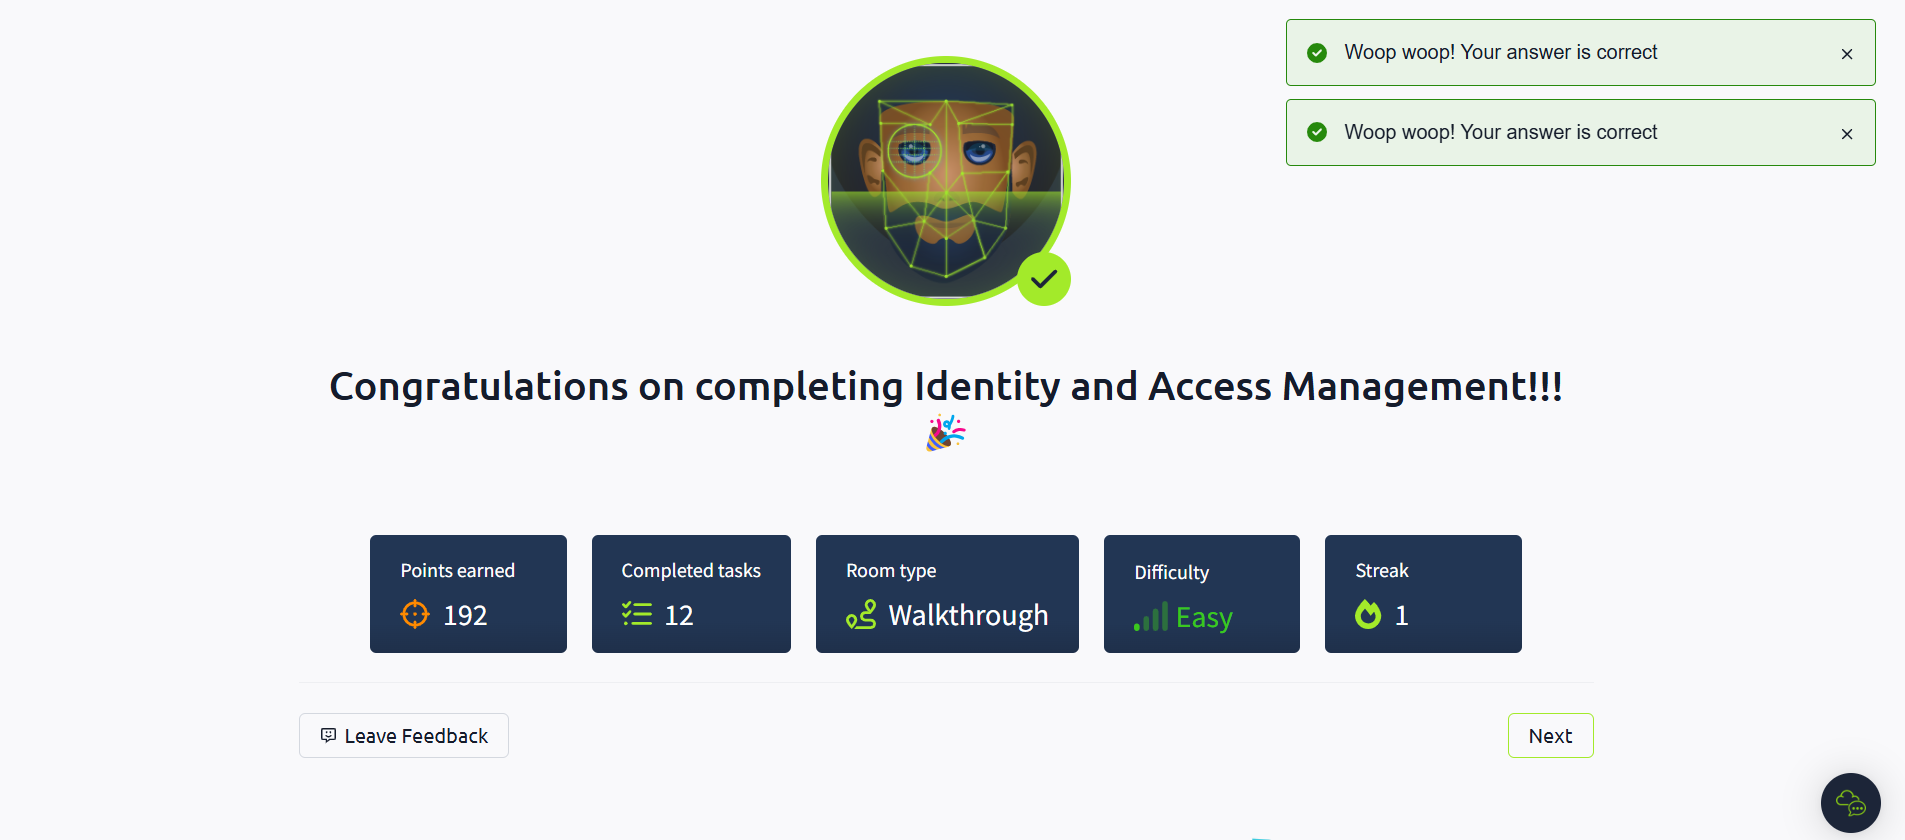 Woop woop! Your answer is correct
Woop woop! Your answer is correct
Congratulations on completing Identity and Access Management!!!
🎉
Points earned
192
Completed tasks
12
Room type
Walkthrough
Difficulty
Easy
Streak
1
Leave Feedback
Next